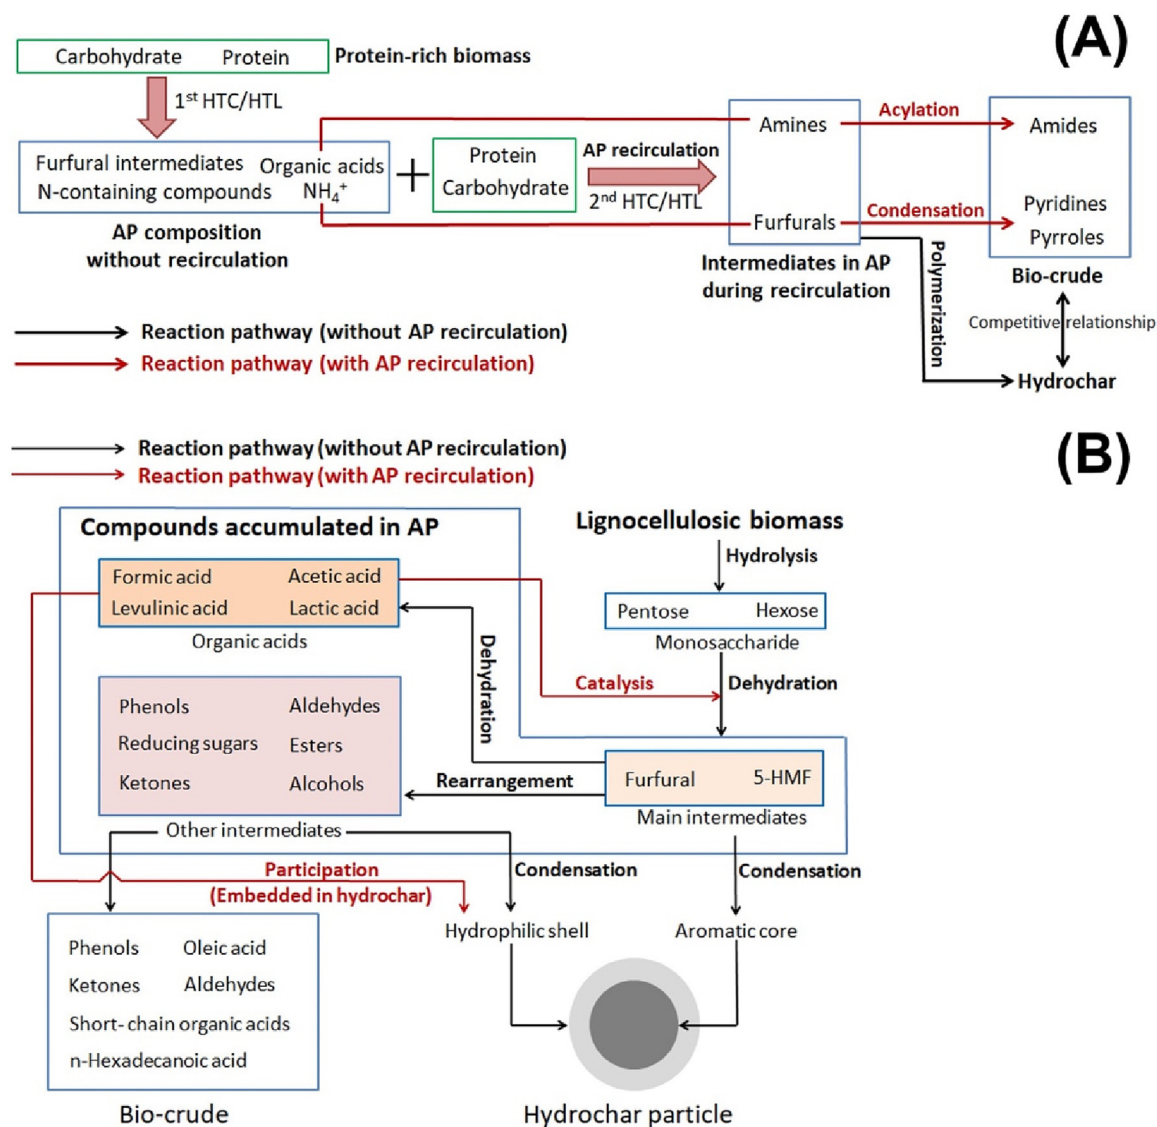 (A)
Carbohydrate Protein
Protein-rich biomass
1st HTC/HTL
Furfural intermediates Organic acids
N-containing compounds NH4+
AP composition
without recirculation
+
Protein
Carbohydrate
AP recirculation
2nd HTC/HTL
Amines
Furfurals
Intermediates in AP
during recirculation
Acylation
Condensation
Polymerization
Amides
Pyridines
Pyrroles
Bio-crude
Competitive relationship
Hydrochar
Reaction pathway (without AP recirculation)
Reaction pathway (with AP recirculation)
(B)
Reaction pathway (without AP recirculation)
Reaction pathway (with AP recirculation)
Compounds accumulated in AP
Formic acid Acetic acid
Levulinic acid Lactic acid
Organic acids
Phenols Aldehydes
Reducing sugars Esters
Ketones Alcohols
Other intermediates
Lignocellulosic biomass
Hydrolysis
Pentose Hexose
Monosaccharide
Catalysis
Dehydration
Dehydration
Rearrangement
Furfural 5-HMF
Main intermediates
Participation
(Embedded in hydrochar)
Condensation
Condensation
Hydrophilic shell
Aromatic core
Phenols Oleic acid
Ketones Aldehydes
Short- chain organic acids
n-Hexadecanoic acid
Bio-crude
Hydrochar particle